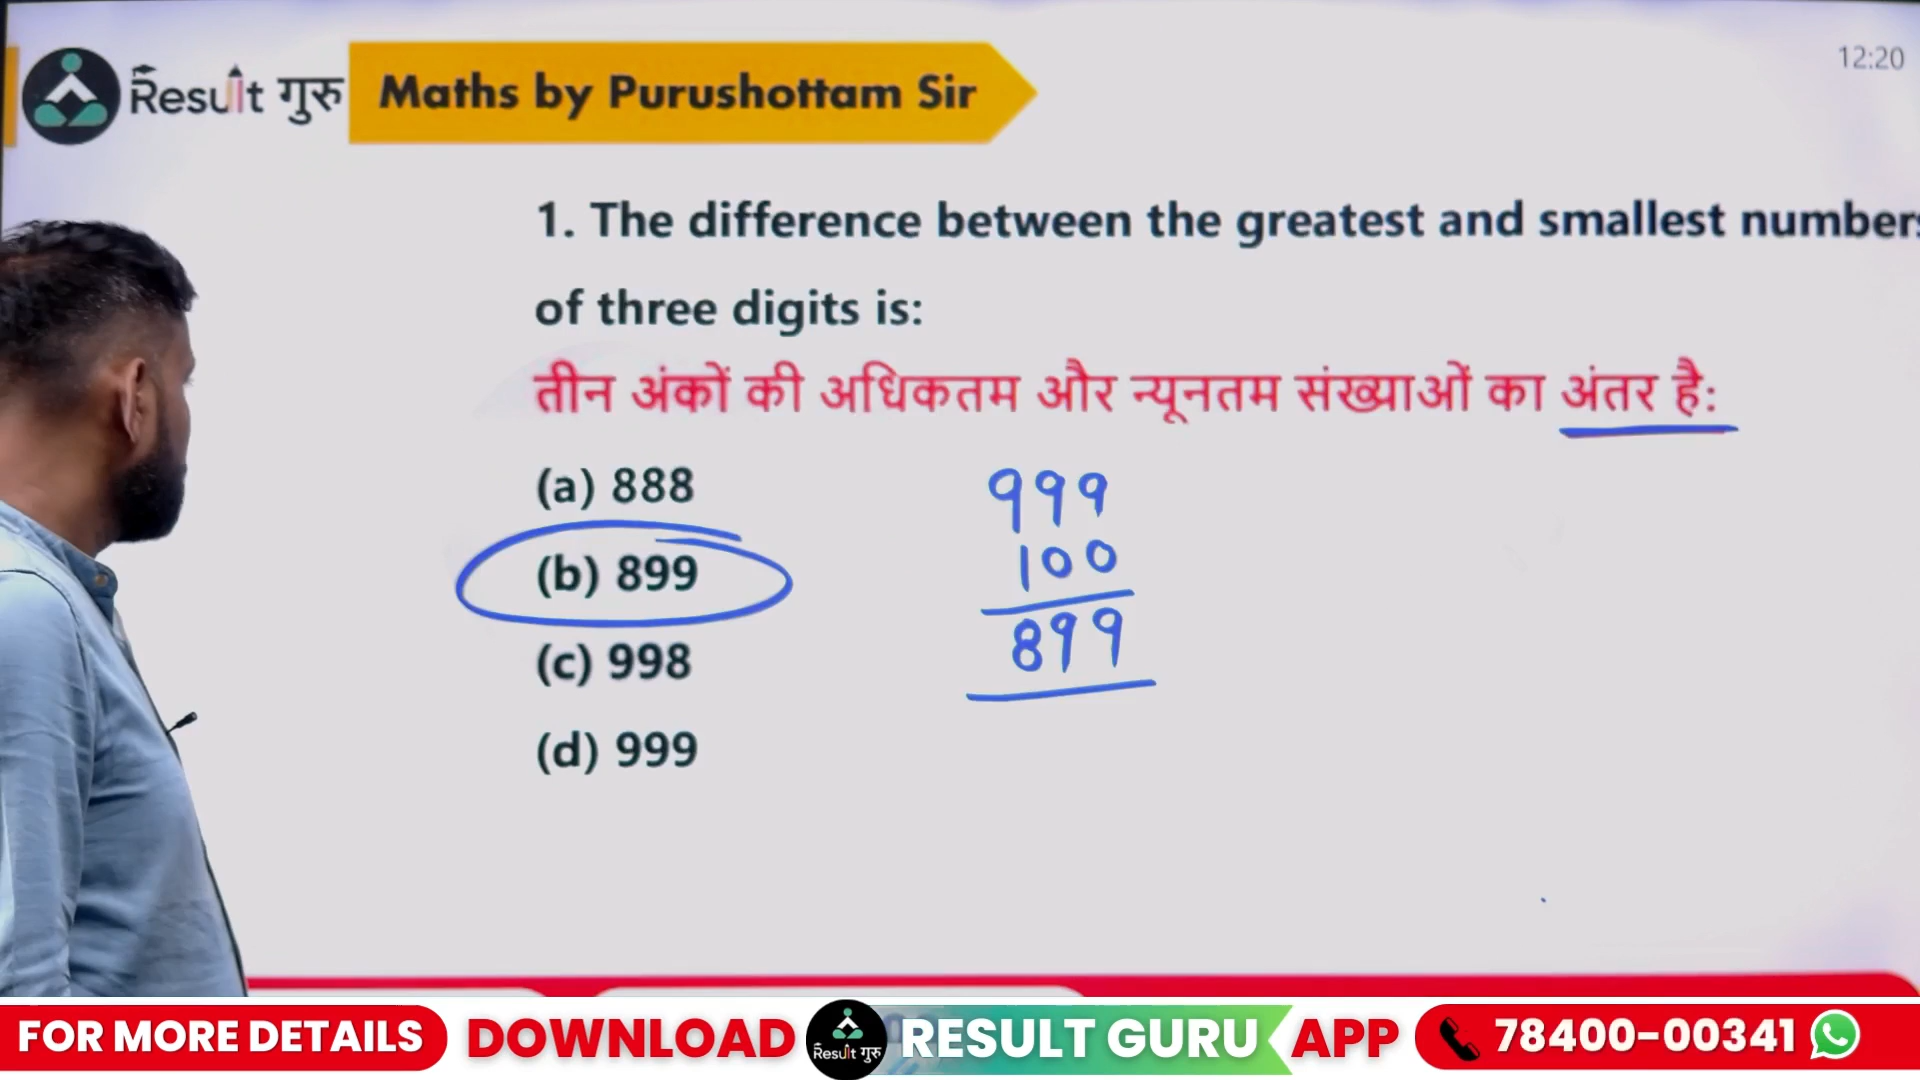 Result गुरु
Maths by Purushottam Sir
12:20
1. The difference between the greatest and smallest numbers
of three digits is:
तीन अंकों की अधिकतम और न्यूनतम संख्याओं का अंतर है:
(a) 888
(b) 899
(c) 998
(d) 999
999
100
899
FOR MORE DETAILS
DOWNLOAD
Result गुरु
RESULT GURU
APP
78400-00341